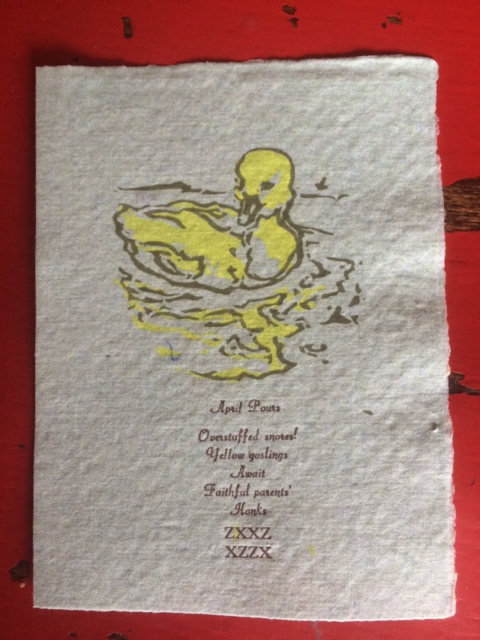 April Pours
Overstuffed snores!
Yellow goslings
Await
Faithful parents'
Honks
ZXXZ
XZZX